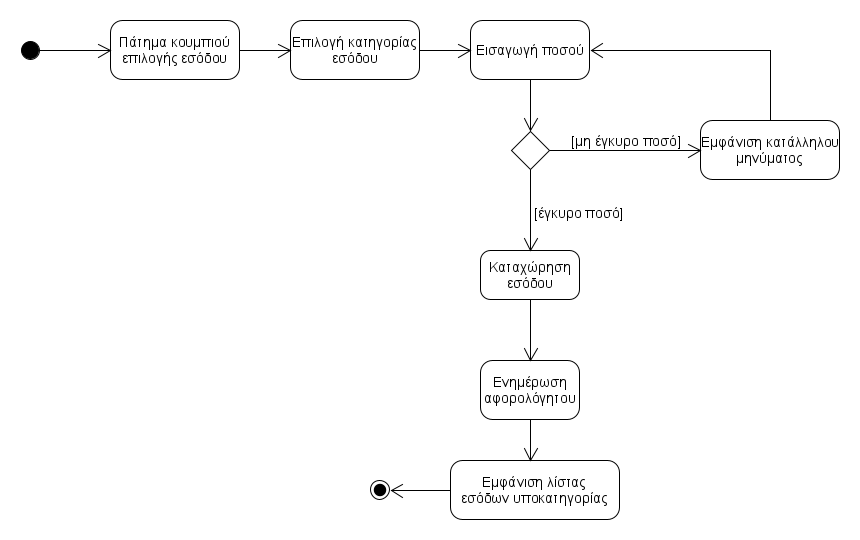 Πάτημα κουμπιού
επιλογής εσόδου
Επιλογή κατηγορίας
εσόδου
Εισαγωγή ποσού
[μη έγκυρο ποσό]
Εμφάνιση κατάλληλου
μηνύματος
[έγκυρο ποσό]
Καταχώρηση
εσόδου
Ενημέρωση
αφορολόγητου
Εμφάνιση λίστας
εσόδων υποκατηγορίας